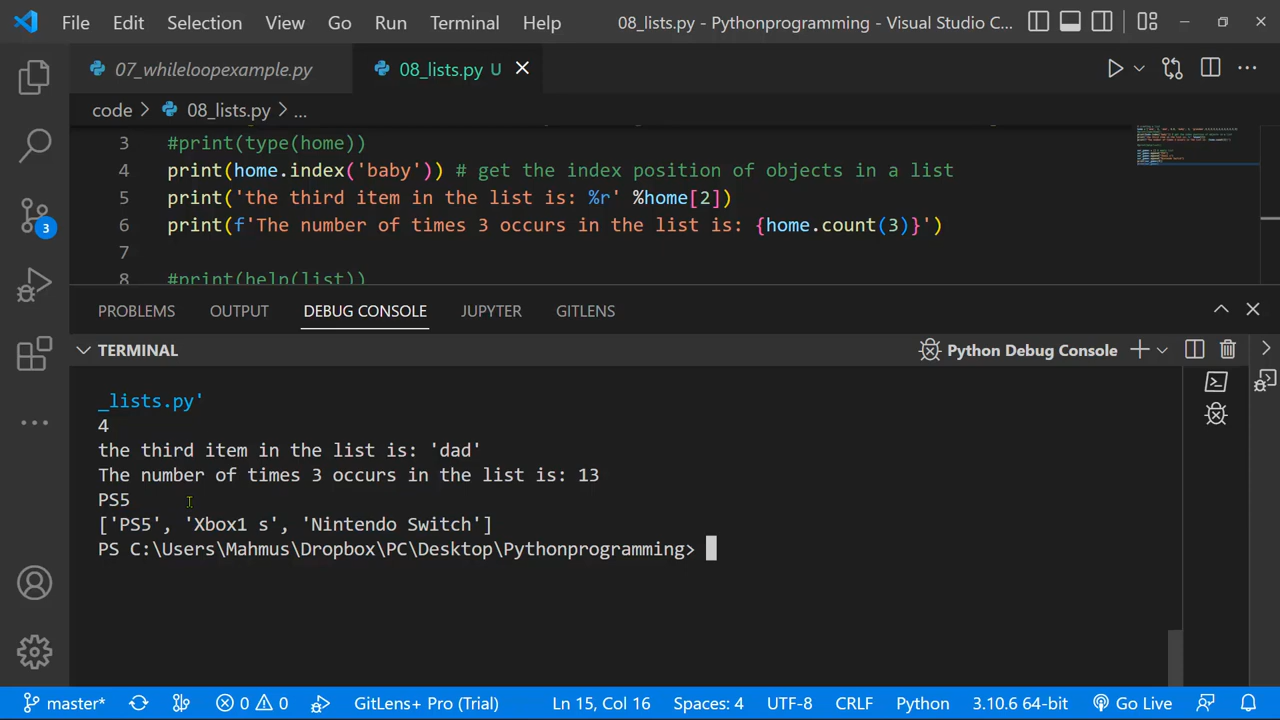 File Edit Selection View Go Run Terminal Help 08_lists.py - Pythonprogramming - Visual Studio C...
07_whileloopexample.py 08_lists.py U
code > 08_lists.py > ...
3 #print(type(home))
4 print(home.index('baby')) # get the index position of objects in a list
5 print('the third item in the list is: %r' %home[2])
6 print(f'The number of times 3 occurs in the list is: {home.count(3)}')
7
8 #print(help(list))
3
PROBLEMS OUTPUT DEBUG CONSOLE JUPYTER GITLENS
TERMINAL Python Debug Console
_lists.py'
4
the third item in the list is: 'dad'
The number of times 3 occurs in the list is: 13
PS5
['PS5', 'Xbox1 s', 'Nintendo Switch']
PS C:\Users\Mahmus\Dropbox\PC\Desktop\Pythonprogramming>
master* 0 0 GitLens+ Pro (Trial) Ln 15, Col 16 Spaces: 4 UTF-8 CRLF Python 3.10.6 64-bit Go Live